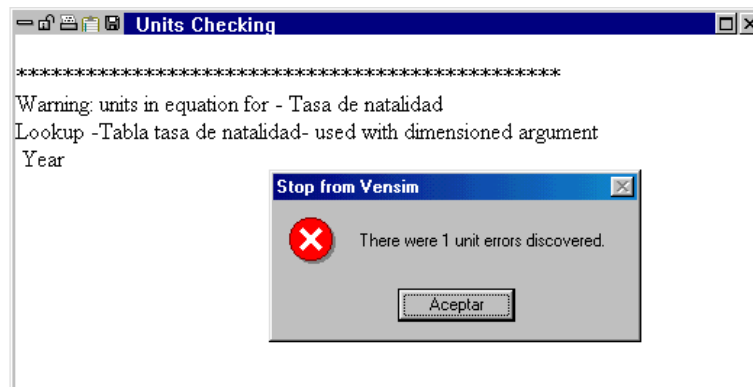 Units Checking
***********************************************
Warning: units in equation for - Tasa de natalidad
Lookup -Tabla tasa de natalidad- used with dimensioned argument
Year
Stop from Vensim
There were 1 unit errors discovered.
Aceptar